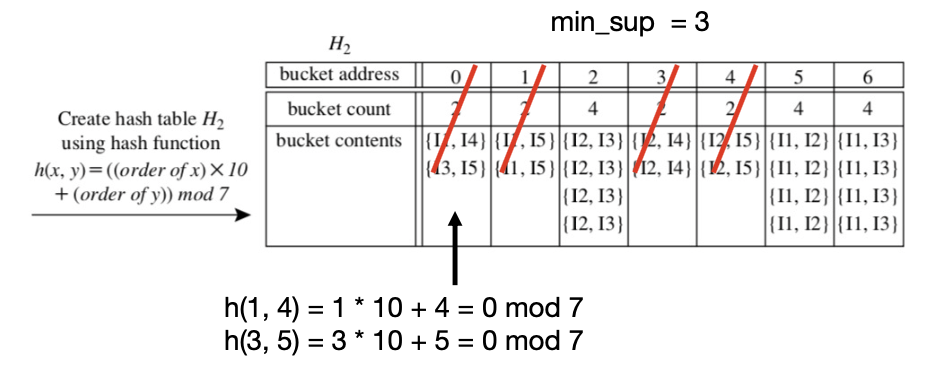 min_sup = 3
H2
bucket address 0 1 2 3 4 5 6
bucket count 2 2 4 2 2 4 4
bucket contents {I1, I4} {I1, I5} {I2, I3} {I2, I4} {I2, I5} {I1, I2} {I1, I3}
{I3, I5} {I1, I5} {I2, I3} {I2, I4} {I2, I5} {I1, I2} {I1, I3}
{I2, I3} {I1, I2} {I1, I3}
{I2, I3} {I1, I2} {I1, I3}
Create hash table H2
using hash function
h(x, y) = ((order of x) × 10
+ (order of y)) mod 7
h(1, 4) = 1 * 10 + 4 = 0 mod 7
h(3, 5) = 3 * 10 + 5 = 0 mod 7